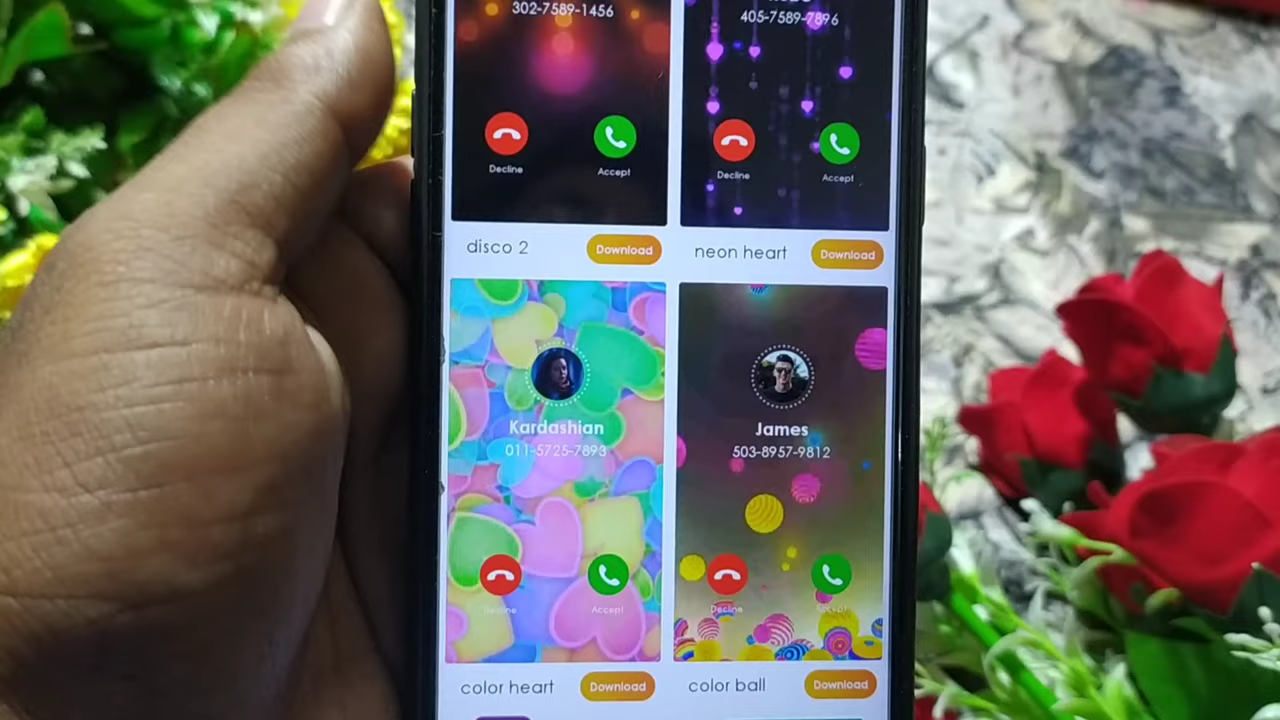 302-7589-1456
405-7589-7896
Decline
Accept
Decline
Accept
disco 2
Download
neon heart
Download
Kardashian
011-5725-7893
James
503-8957-9812
Decline
Accept
Decline
Accept
color heart
Download
color ball
Download